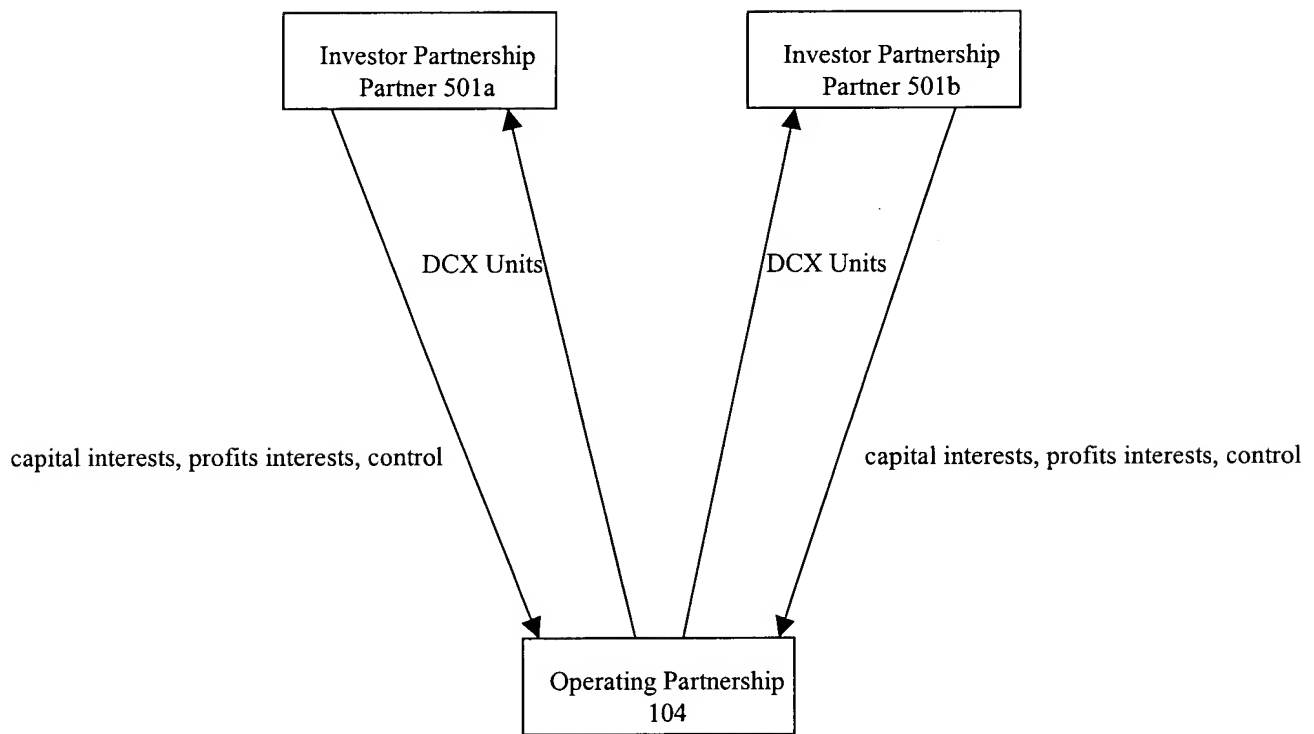 Investor Partnership
Partner 501a
Investor Partnership
Partner 501b
DCX Units
DCX Units
capital interests, profits interests, control
capital interests, profits interests, control
Operating Partnership
104